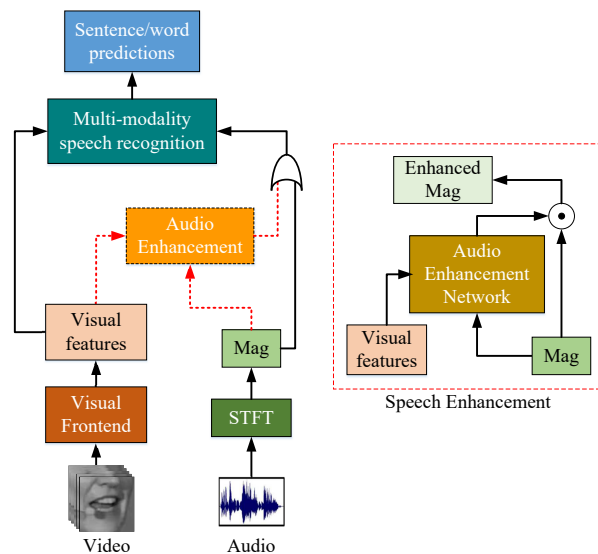 Sentence/word
predictions
Multi-modality
speech recognition
Audio
Enhancement
Visual
features
Mag
Visual
Frontend
STFT
Video
Audio
Enhanced
Mag
Audio
Enhancement
Network
Visual
features
Mag
Speech Enhancement